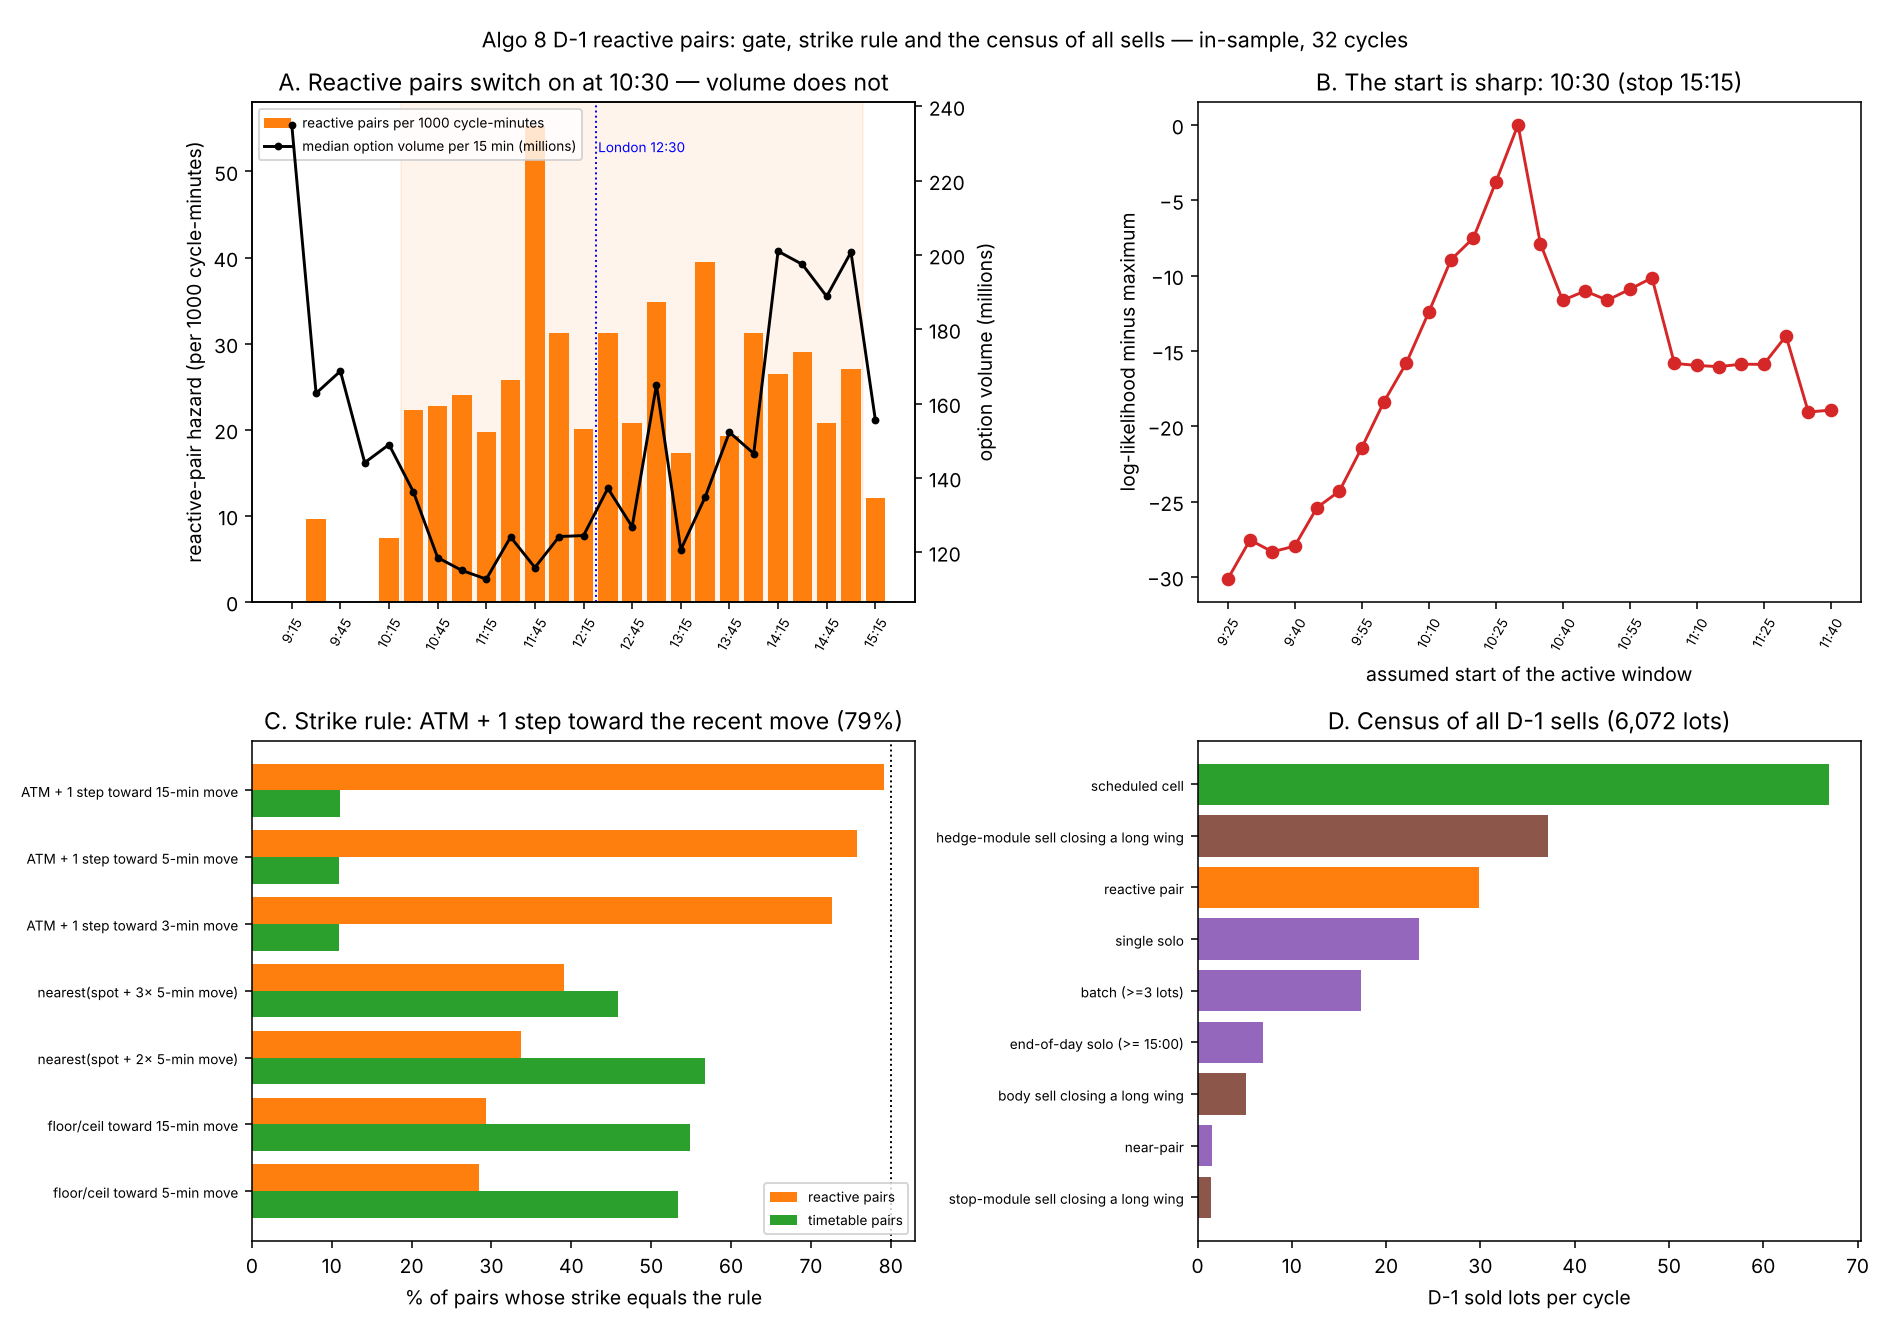 Algo 8 D-1 reactive pairs: gate, strike rule and the census of all sells — in-sample, 32 cycles
A. Reactive pairs switch on at 10:30 — volume does not
reactive pairs per 1000 cycle-minutes
median option volume per 15 min (millions)
London 12:30
reactive-pair hazard (per 1000 cycle-minutes)
50
40
30
20
10
0
240
220
200
180
160
140
120
option volume (millions)
9:15
9:45
10:15
10:45
11:15
11:45
12:15
12:45
13:15
13:45
14:15
14:45
15:15
B. The start is sharp: 10:30 (stop 15:15)
log-likelihood minus maximum
0
−5
−10
−15
−20
−25
−30
9:25
9:40
9:55
10:10
10:25
10:40
10:55
11:10
11:25
11:40
assumed start of the active window
C. Strike rule: ATM + 1 step toward the recent move (79%)
ATM + 1 step toward 15-min move
ATM + 1 step toward 5-min move
ATM + 1 step toward 3-min move
nearest(spot + 3× 5-min move)
nearest(spot + 2× 5-min move)
floor/ceil toward 15-min move
floor/ceil toward 5-min move
reactive pairs
timetable pairs
0
10
20
30
40
50
60
70
80
% of pairs whose strike equals the rule
D. Census of all D-1 sells (6,072 lots)
scheduled cell
hedge-module sell closing a long wing
reactive pair
single solo
batch (>=3 lots)
end-of-day solo (>= 15:00)
body sell closing a long wing
near-pair
stop-module sell closing a long wing
0
10
20
30
40
50
60
70
D-1 sold lots per cycle